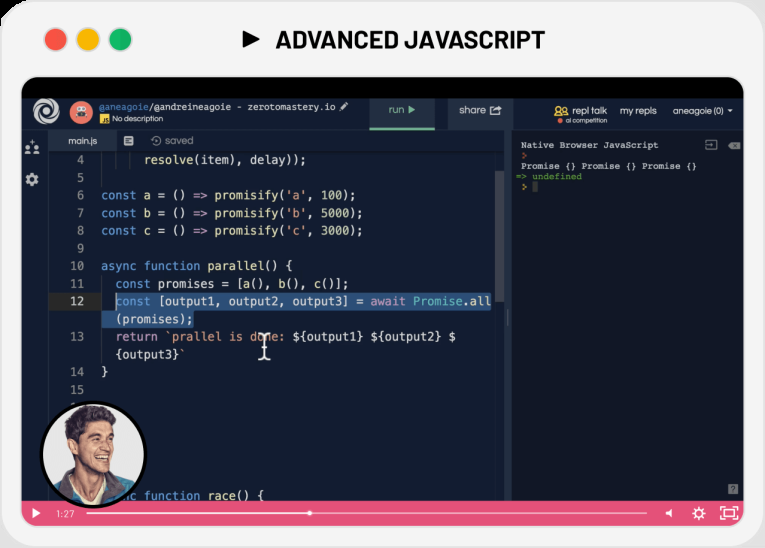 ADVANCED JAVASCRIPT
@aneagoie/@andreineagoie - zerotomastery.io
JS No description
run
share
repl talk
ai competition
my repls
aneagoie (0)
main.js
saved
4 resolve(item), delay));
5
6 const a = () => promisify('a', 100);
7 const b = () => promisify('b', 5000);
8 const c = () => promisify('c', 3000);
9
10 async function parallel() {
11 const promises = [a(), b(), c()];
12 const [output1, output2, output3] = await Promise.all
(promises);
13 return `prallel is done: ${output1} ${output2} $
{output3}`
14 }
15
function race() {
Native Browser JavaScript
Promise {} Promise {} Promise {}
=> undefined
?
1:27